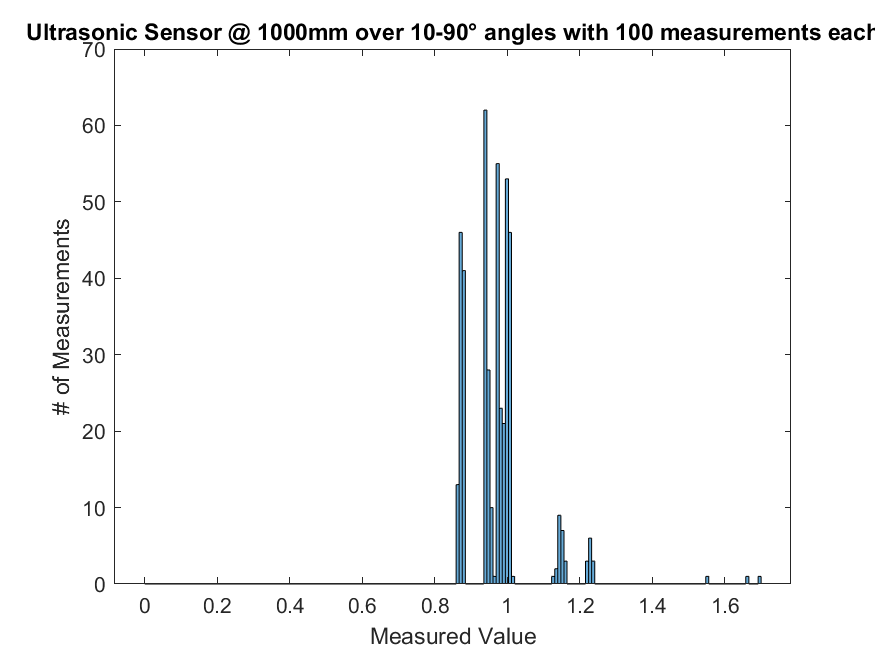 Ultrasonic Sensor @ 1000mm over 10-90° angles with 100 measurements each
70
60
50
40
30
20
10
0
# of Measurements
0 0.2 0.4 0.6 0.8 1 1.2 1.4 1.6
Measured Value